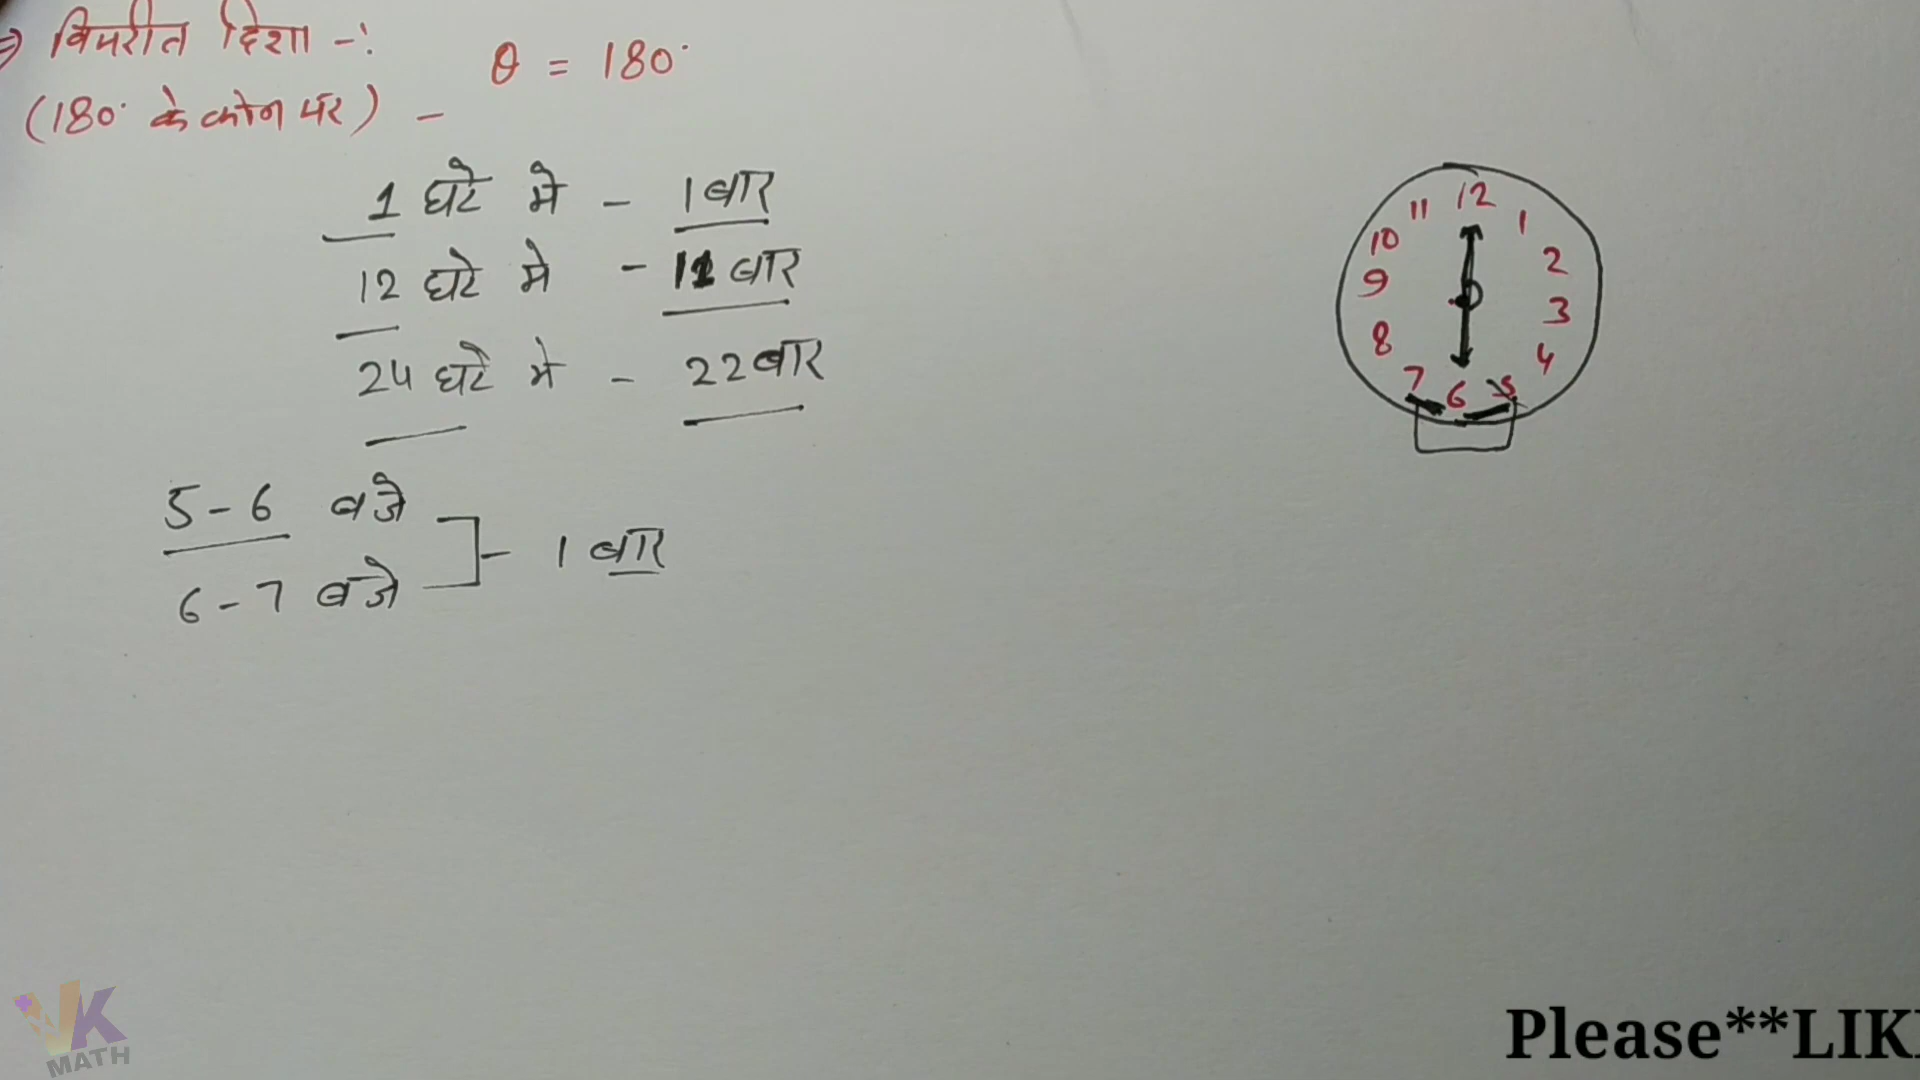 ⇒ विपरीत दिशा -:
θ = 180°
(180° के कोण पर) -
1 घंटे मे - 1 बार
12 घंटे मे - 11 बार
24 घंटे मे - 22 बार
5-6 बजे
6-7 बजे
- 1 बार
12
11
1
10
2
9
3
8
4
7
6
5
VK
MATH
Please**LIK